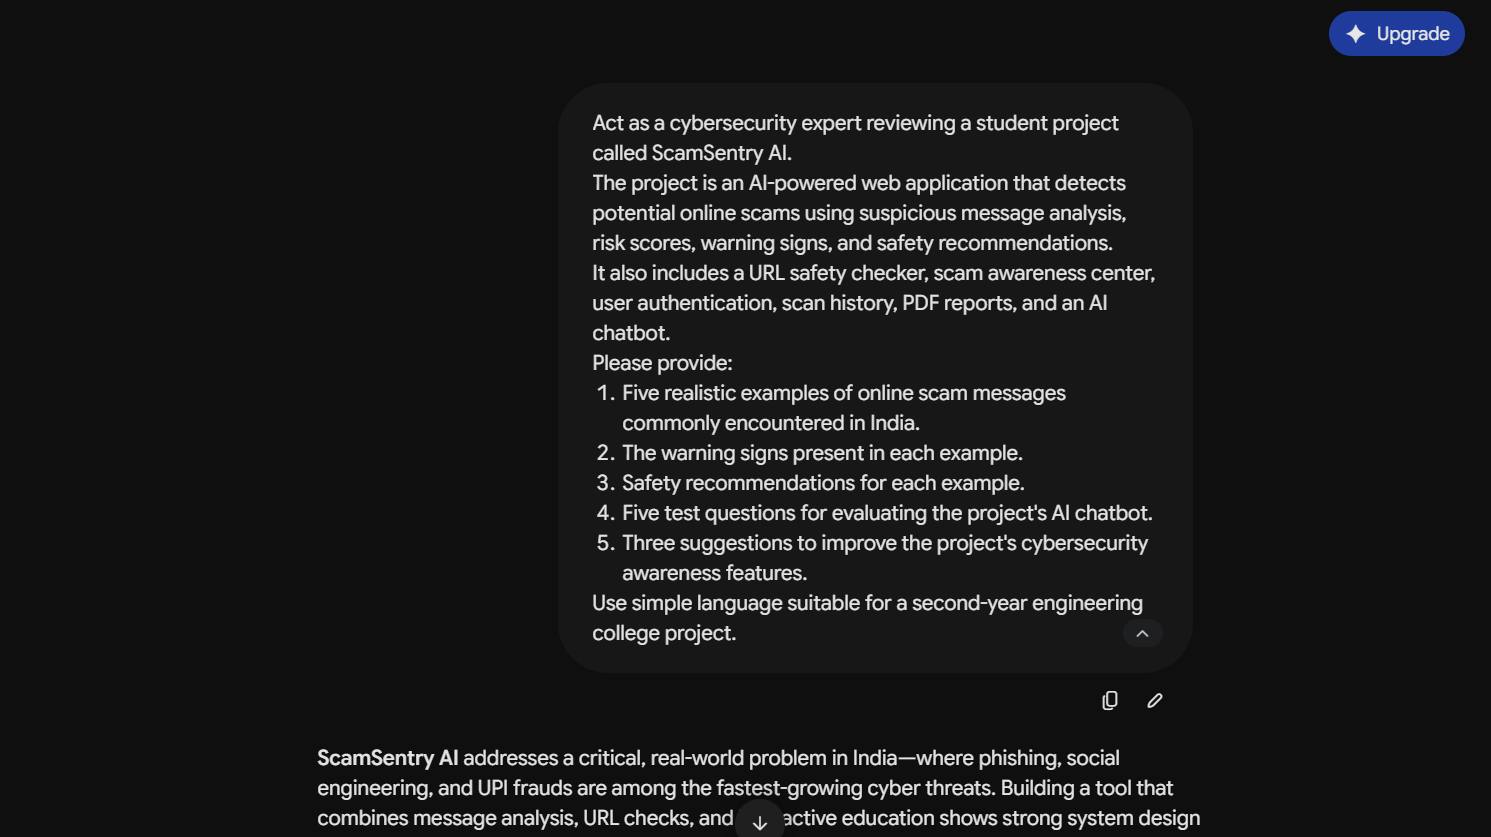 Upgrade
Act as a cybersecurity expert reviewing a student project
called ScamSentry AI.
The project is an AI-powered web application that detects
potential online scams using suspicious message analysis,
risk scores, warning signs, and safety recommendations.
It also includes a URL safety checker, scam awareness center,
user authentication, scan history, PDF reports, and an AI
chatbot.
Please provide:
1. Five realistic examples of online scam messages
commonly encountered in India.
2. The warning signs present in each example.
3. Safety recommendations for each example.
4. Five test questions for evaluating the project's AI chatbot.
5. Three suggestions to improve the project's cybersecurity
awareness features.
Use simple language suitable for a second-year engineering
college project.
ScamSentry AI addresses a critical, real-world problem in India—where phishing, social
engineering, and UPI frauds are among the fastest-growing cyber threats. Building a tool that
combines message analysis, URL checks, and active education shows strong system design